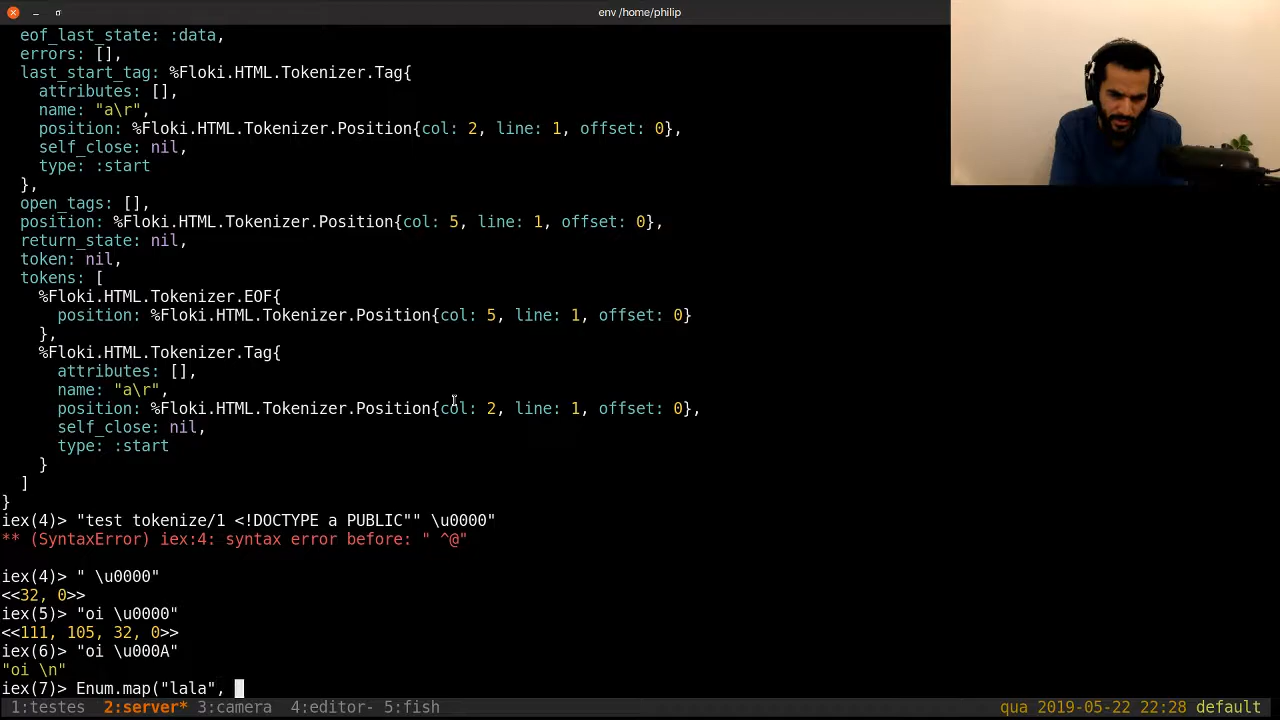 env /home/philip
  eof_last_state: :data,
  errors: [],
  last_start_tag: %Floki.HTML.Tokenizer.Tag{
    attributes: [],
    name: "a\r",
    position: %Floki.HTML.Tokenizer.Position{col: 2, line: 1, offset: 0},
    self_close: nil,
    type: :start
  },
  open_tags: [],
  position: %Floki.HTML.Tokenizer.Position{col: 5, line: 1, offset: 0},
  return_state: nil,
  token: nil,
  tokens: [
    %Floki.HTML.Tokenizer.EOF{
      position: %Floki.HTML.Tokenizer.Position{col: 5, line: 1, offset: 0}
    },
    %Floki.HTML.Tokenizer.Tag{
      attributes: [],
      name: "a\r",
      position: %Floki.HTML.Tokenizer.Position{col: 2, line: 1, offset: 0},
      self_close: nil,
      type: :start
    }
  ]
}
iex(4)> "test tokenize/1 <!DOCTYPE a PUBLIC"" \u0000"
** (SyntaxError) iex:4: syntax error before: " ^@"
iex(4)> " \u0000"
<<32, 0>>
iex(5)> "oi \u0000"
<<111, 105, 32, 0>>
iex(6)> "oi \u000A"
"oi \n"
iex(7)> Enum.map("lala",
1:testes  2:server* 3:camera  4:editor- 5:fish qua 2019-05-22 22:28 default